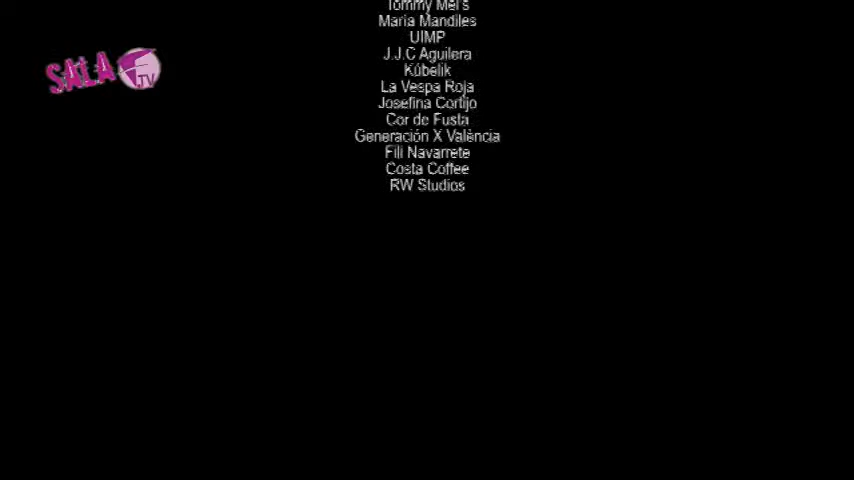 Tommy Mel's
María Mandiles
UIMP
J.J.C Aguilera
Kúbelik
La Vespa Roja
Josefina Cortijo
Cor de Fusta
Generación X València
Fili Navarrete
Costa Coffee
RW Studios
SALA
.TV